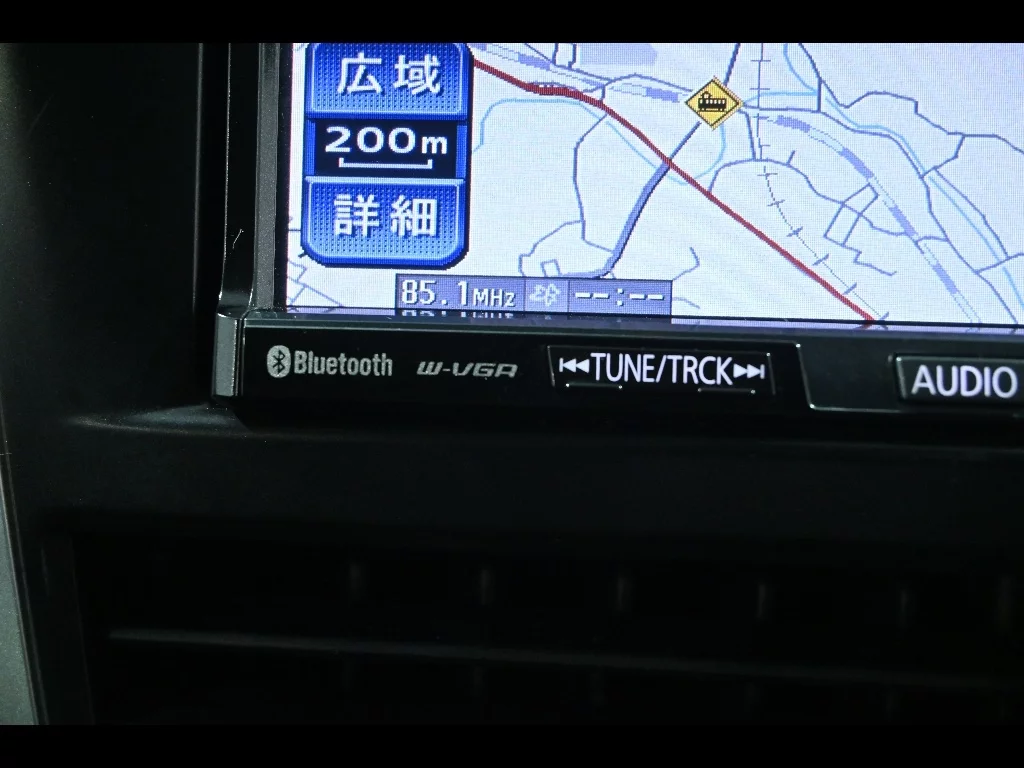 広域
200m
詳細
85.1MHz --:--
Bluetooth W-VGA TUNE/TRCK AUDIO